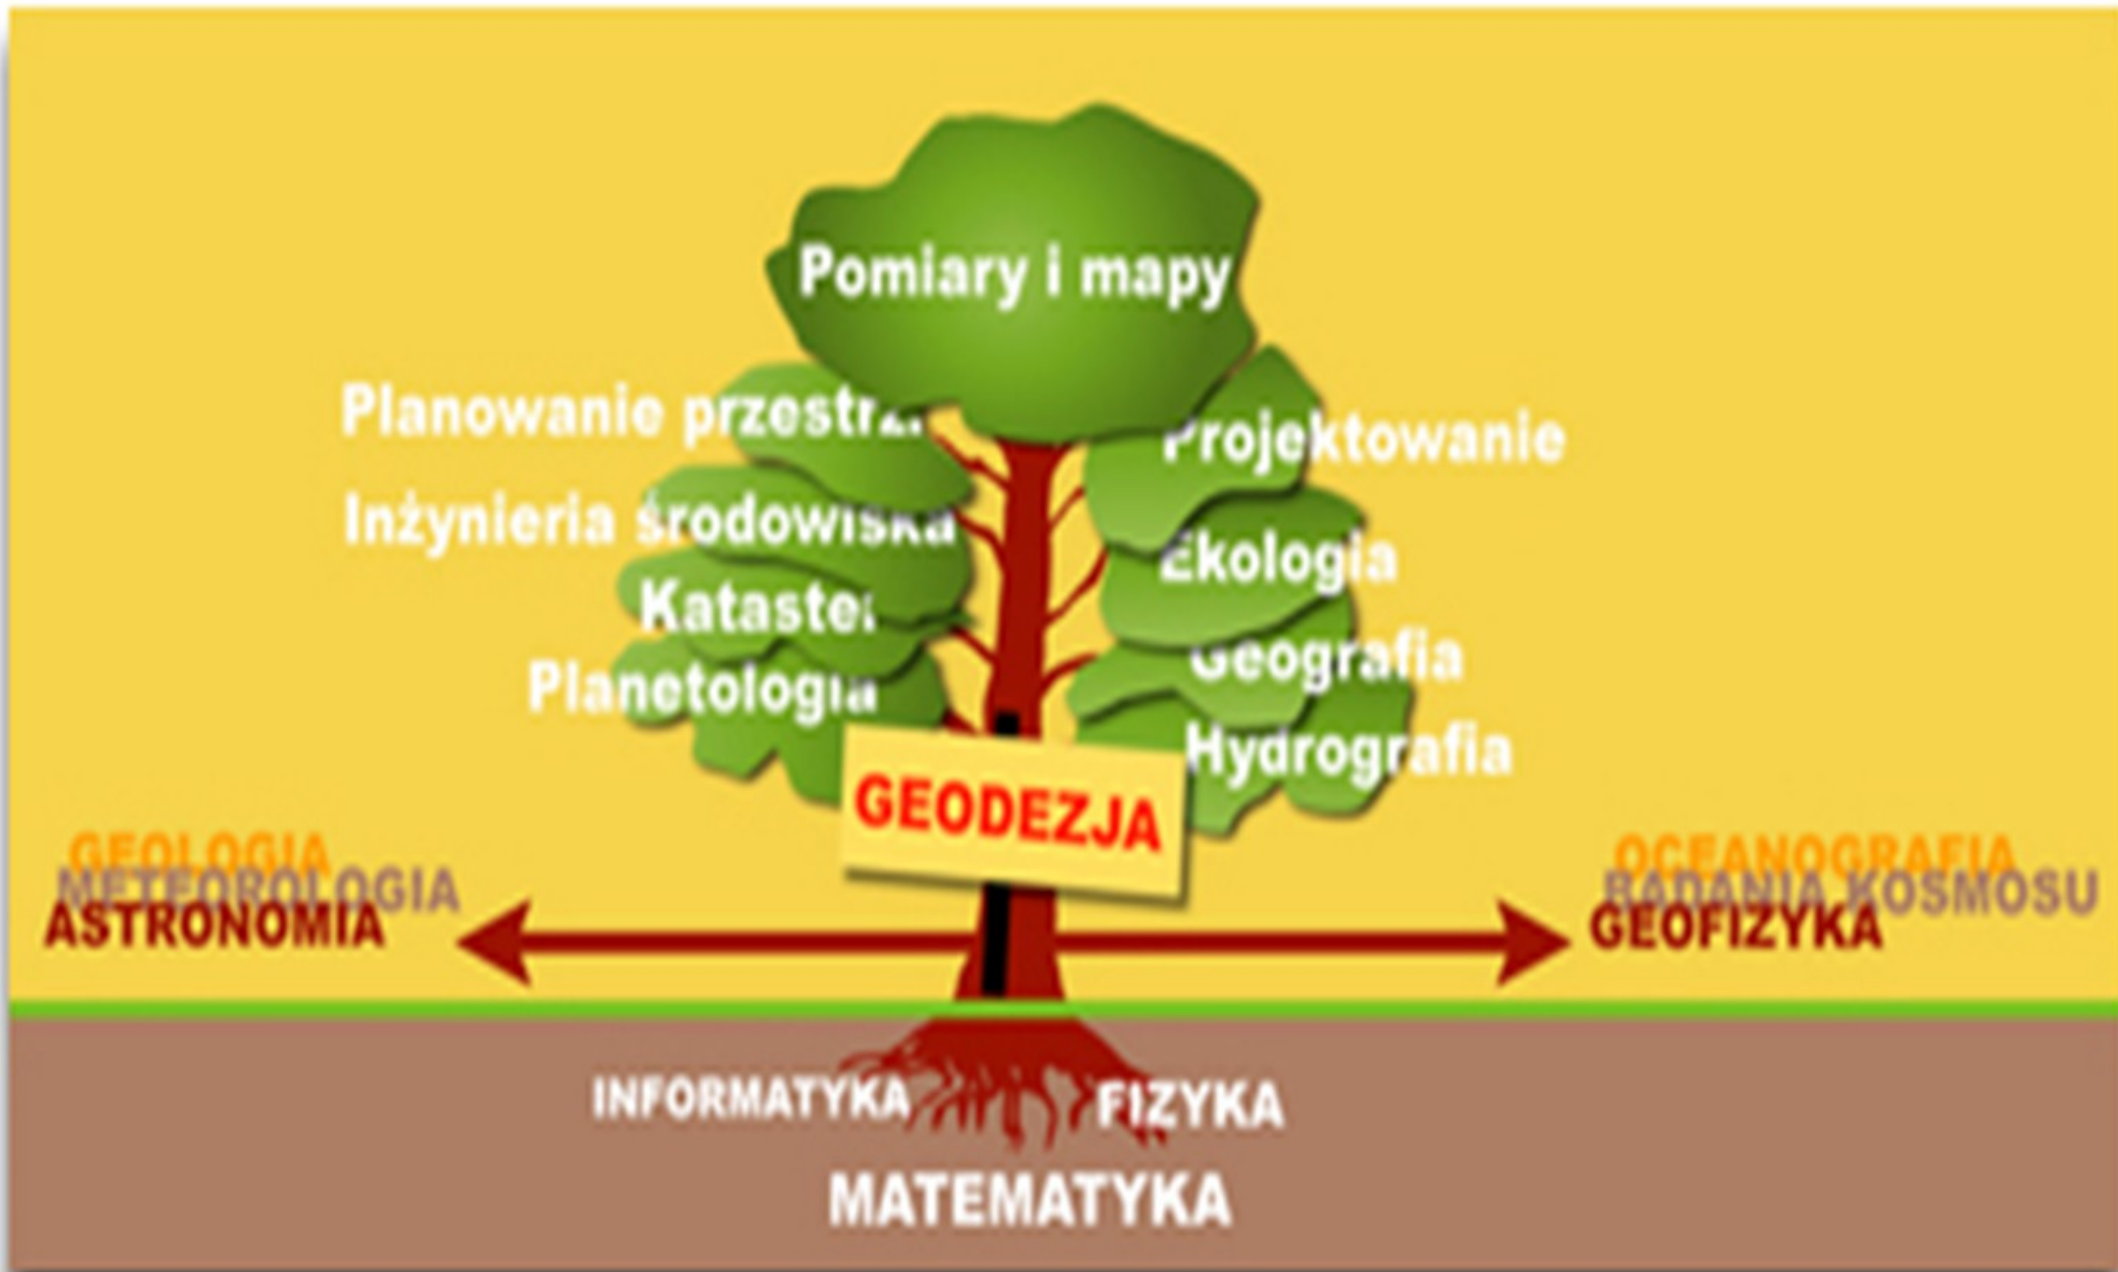 Pomiary i mapy
Planowanie
Projektowanie
Inżynieria środowiska
Ekologia
Kataster
Geografia
Planetologia
Hydrografia
GEODEZJA
GEOLOGIA
METEOROLOGIA
ASTRONOMIA
OCEANOGRAFIA
BADANIA KOSMOSU
GEOFIZYKA
INFORMATYKA
FIZYKA
MATEMATYKA